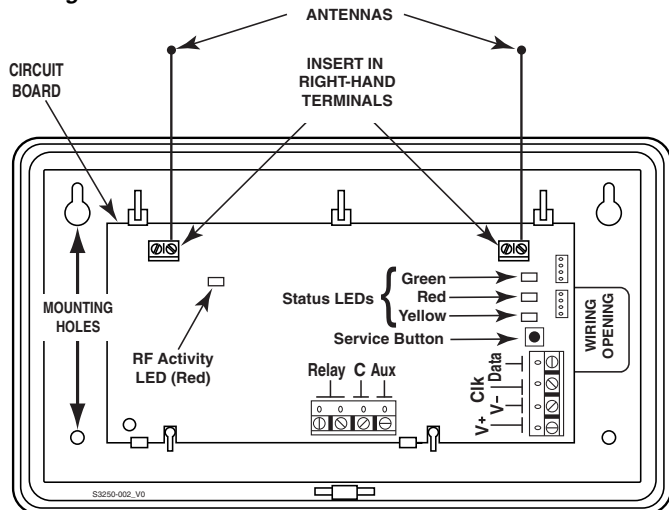 ANTENNAS
CIRCUIT
BOARD
INSERT IN
RIGHT-HAND
TERMINALS
MOUNTING
HOLES
RF Activity
LED (Red)
Status LEDs
Green
Red
Yellow
Service Button
WIRING
OPENING
Relay C Aux
Data
Clk
V–
V+
S3250-002_V0